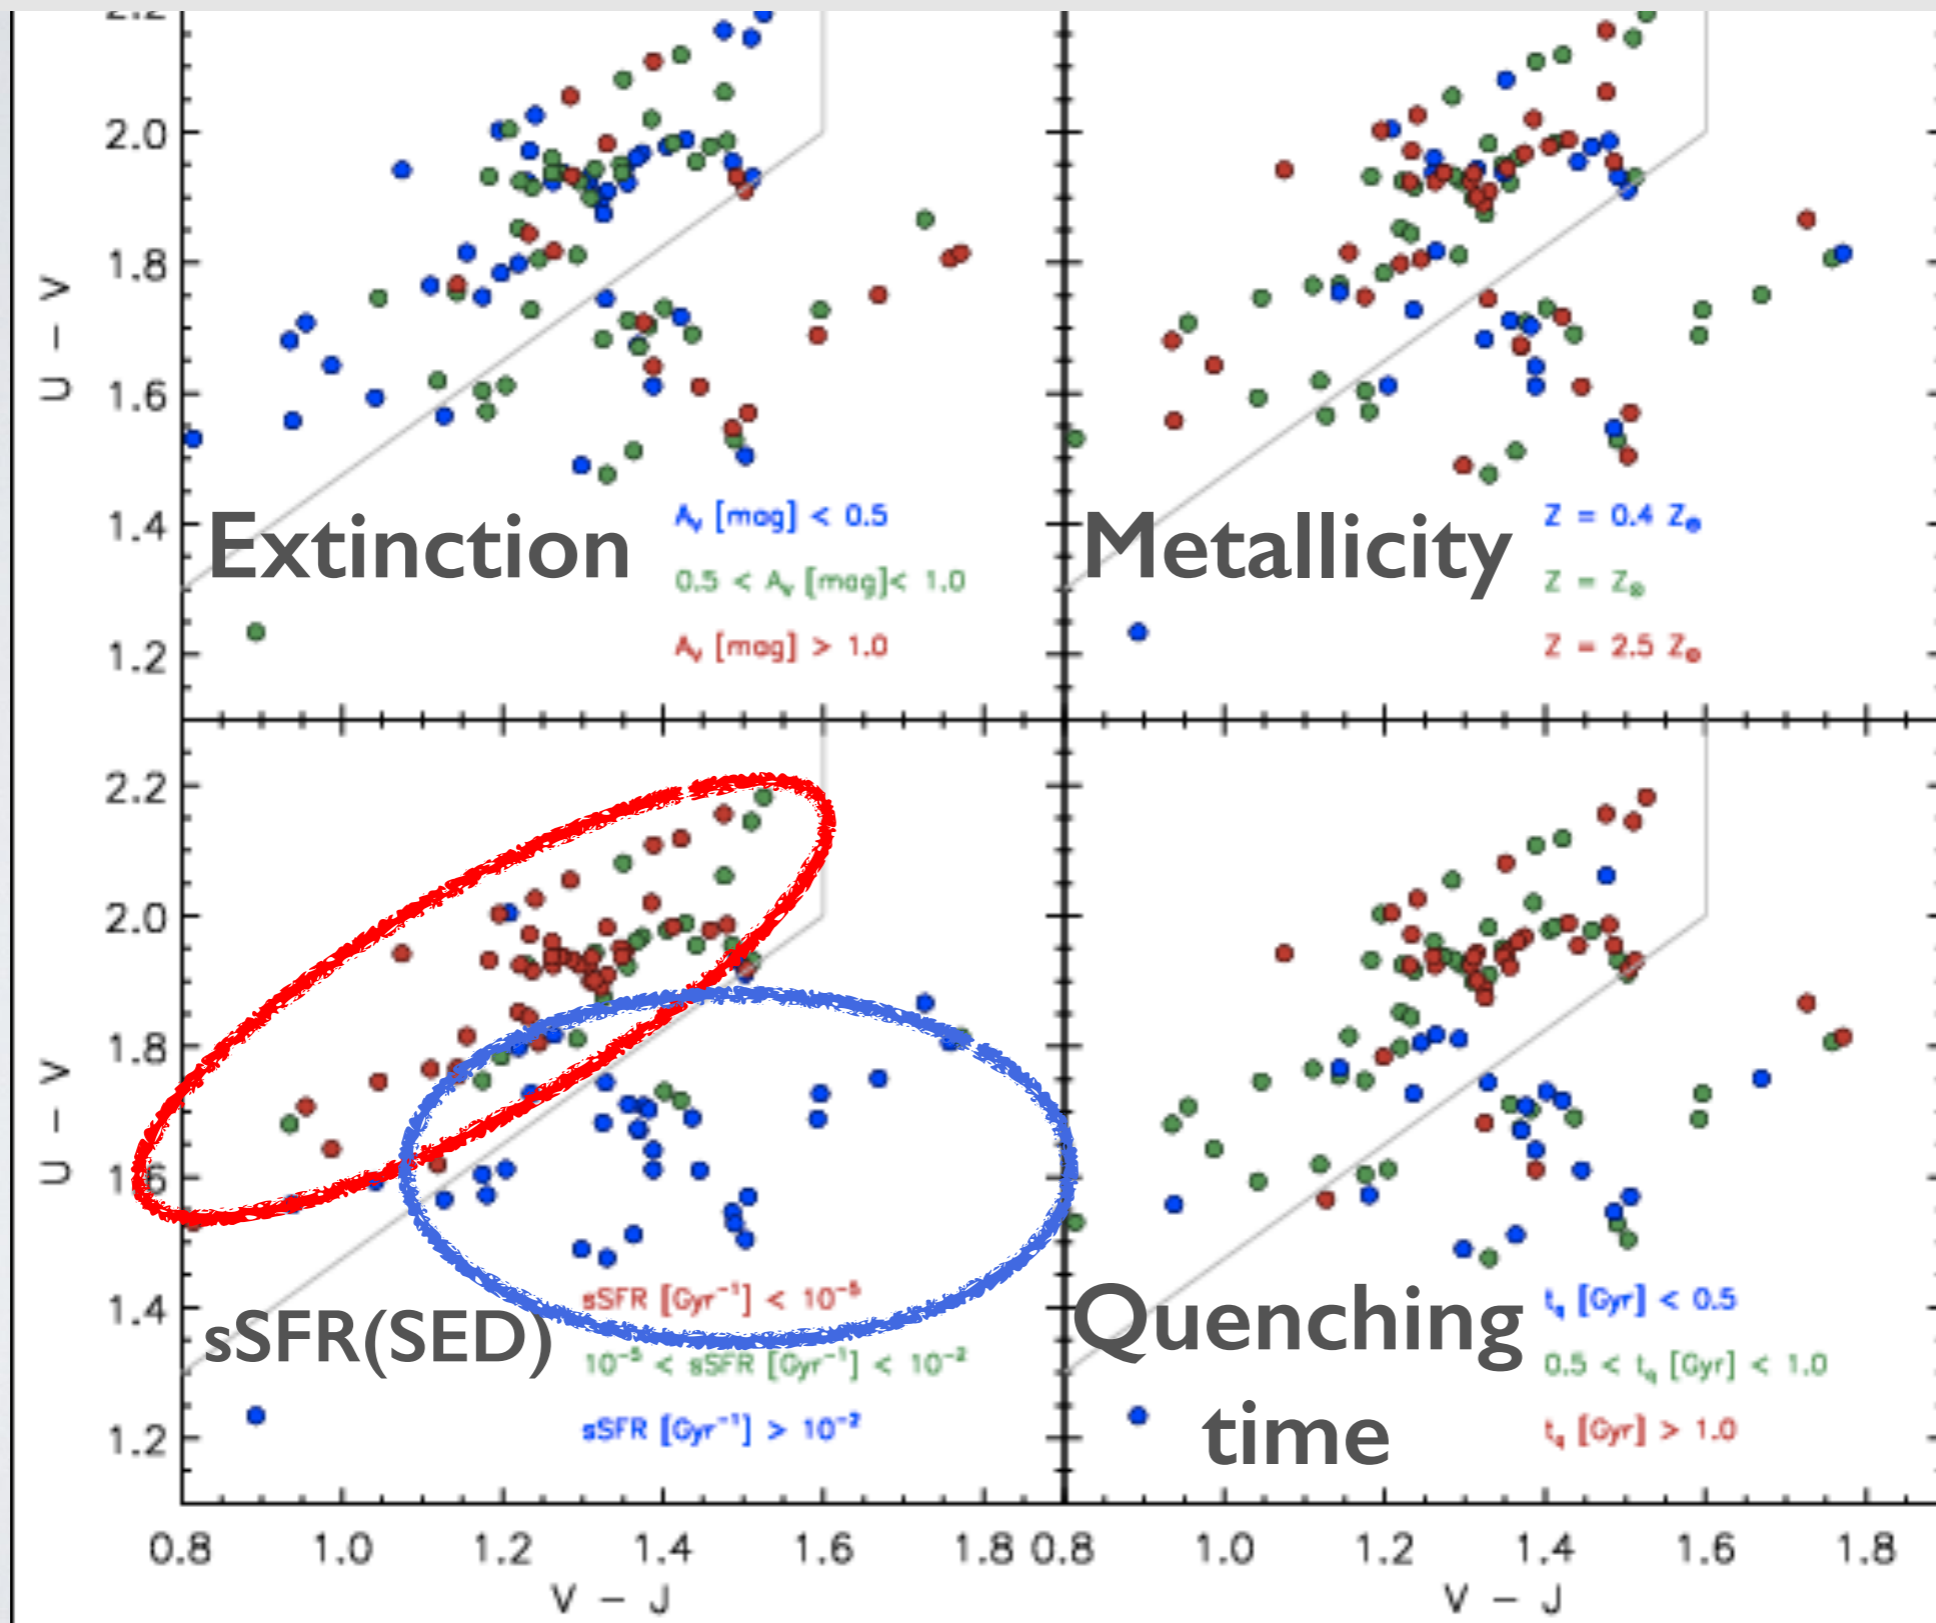 2.2
2.0
1.8
1.6
1.4
1.2
U − V
Extinction
A_V [mag] < 0.5
0.5 < A_V [mag]< 1.0
A_V [mag] > 1.0
Metallicity
Z = 0.4 Z⊙
Z = Z⊙
Z = 2.5 Z⊙
2.2
2.0
1.8
1.6
1.4
1.2
U − V
sSFR(SED)
sSFR [Gyr⁻¹] < 10⁻⁵
10⁻⁵ < sSFR [Gyr⁻¹] < 10⁻²
sSFR [Gyr⁻¹] > 10⁻²
Quenching
time
t_q [Gyr] < 0.5
0.5 < t_q [Gyr] < 1.0
t_q [Gyr] > 1.0
0.8 1.0 1.2 1.4 1.6 1.8 0.8 1.0 1.2 1.4 1.6 1.8
V − J V − J